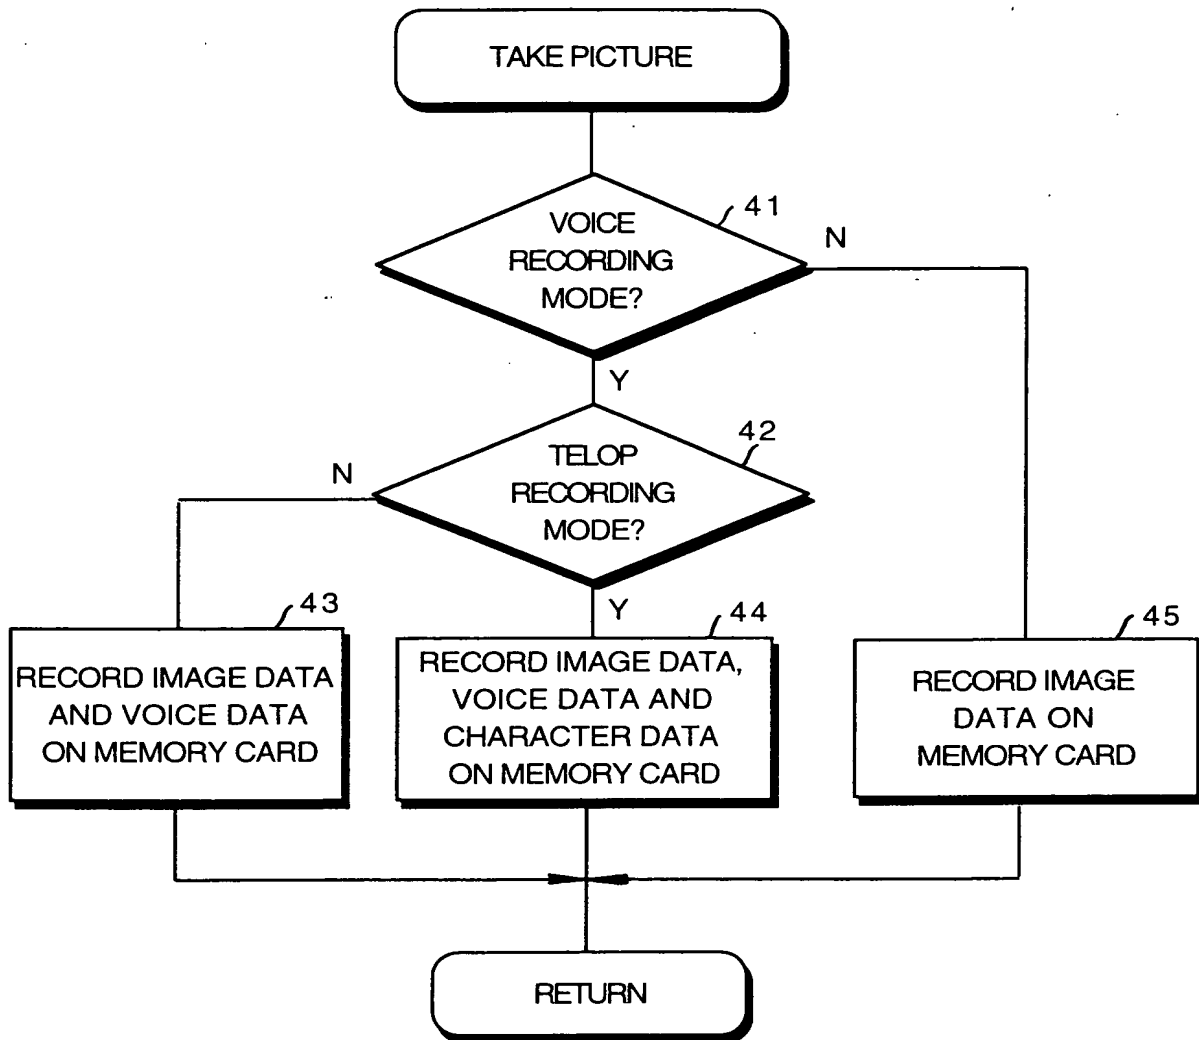 TAKE PICTURE
41
VOICE
RECORDING
MODE?
N
Y
42
TELOP
RECORDING
MODE?
N
Y
43
RECORD IMAGE DATA
AND VOICE DATA
ON MEMORY CARD
44
RECORD IMAGE DATA,
VOICE DATA AND
CHARACTER DATA
ON MEMORY CARD
45
RECORD IMAGE
DATA ON
MEMORY CARD
RETURN